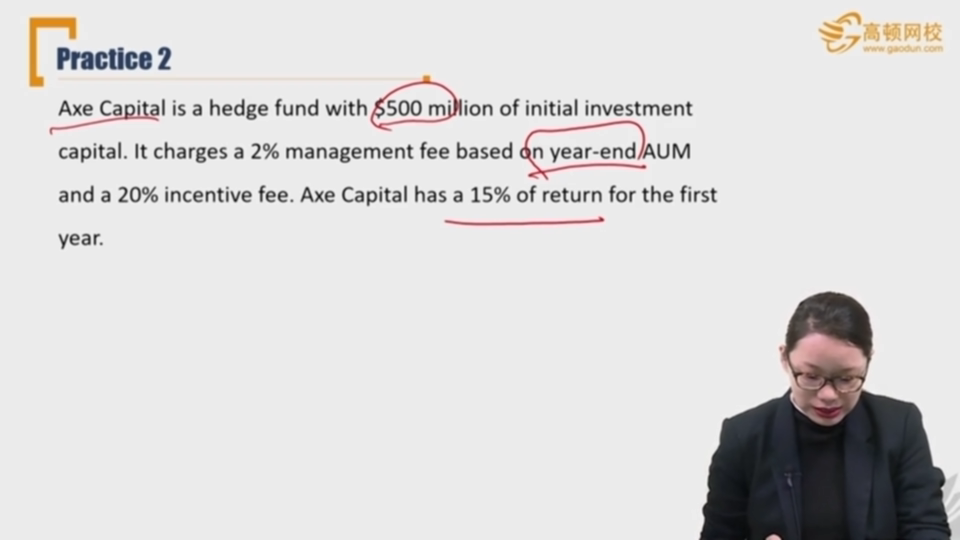 Practice 2
高顿网校
www.gaodun.com
Axe Capital is a hedge fund with $500 million of initial investment
capital. It charges a 2% management fee based on year-end AUM
and a 20% incentive fee. Axe Capital has a 15% of return for the first
year.